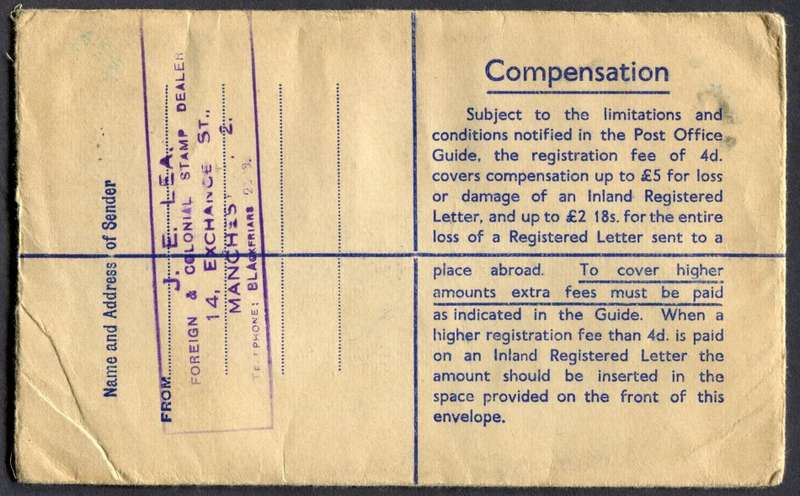 Name and Address of Sender
FROM
J. E. LEA.
FOREIGN & COLONIAL STAMP DEALER
14, EXCHANGE ST.,
MANCH 2.
BLACKFRIARS
Compensation
Subject to the limitations and
conditions notified in the Post Office
Guide, the registration fee of 4d.
covers compensation up to £5 for loss
or damage of an Inland Registered
Letter, and up to £2 18s. for the entire
loss of a Registered Letter sent to a
place abroad. To cover higher
amounts extra fees must be paid
as indicated in the Guide. When a
higher registration fee than 4d. is paid
on an Inland Registered Letter the
amount should be inserted in the
space provided on the front of this
envelope.